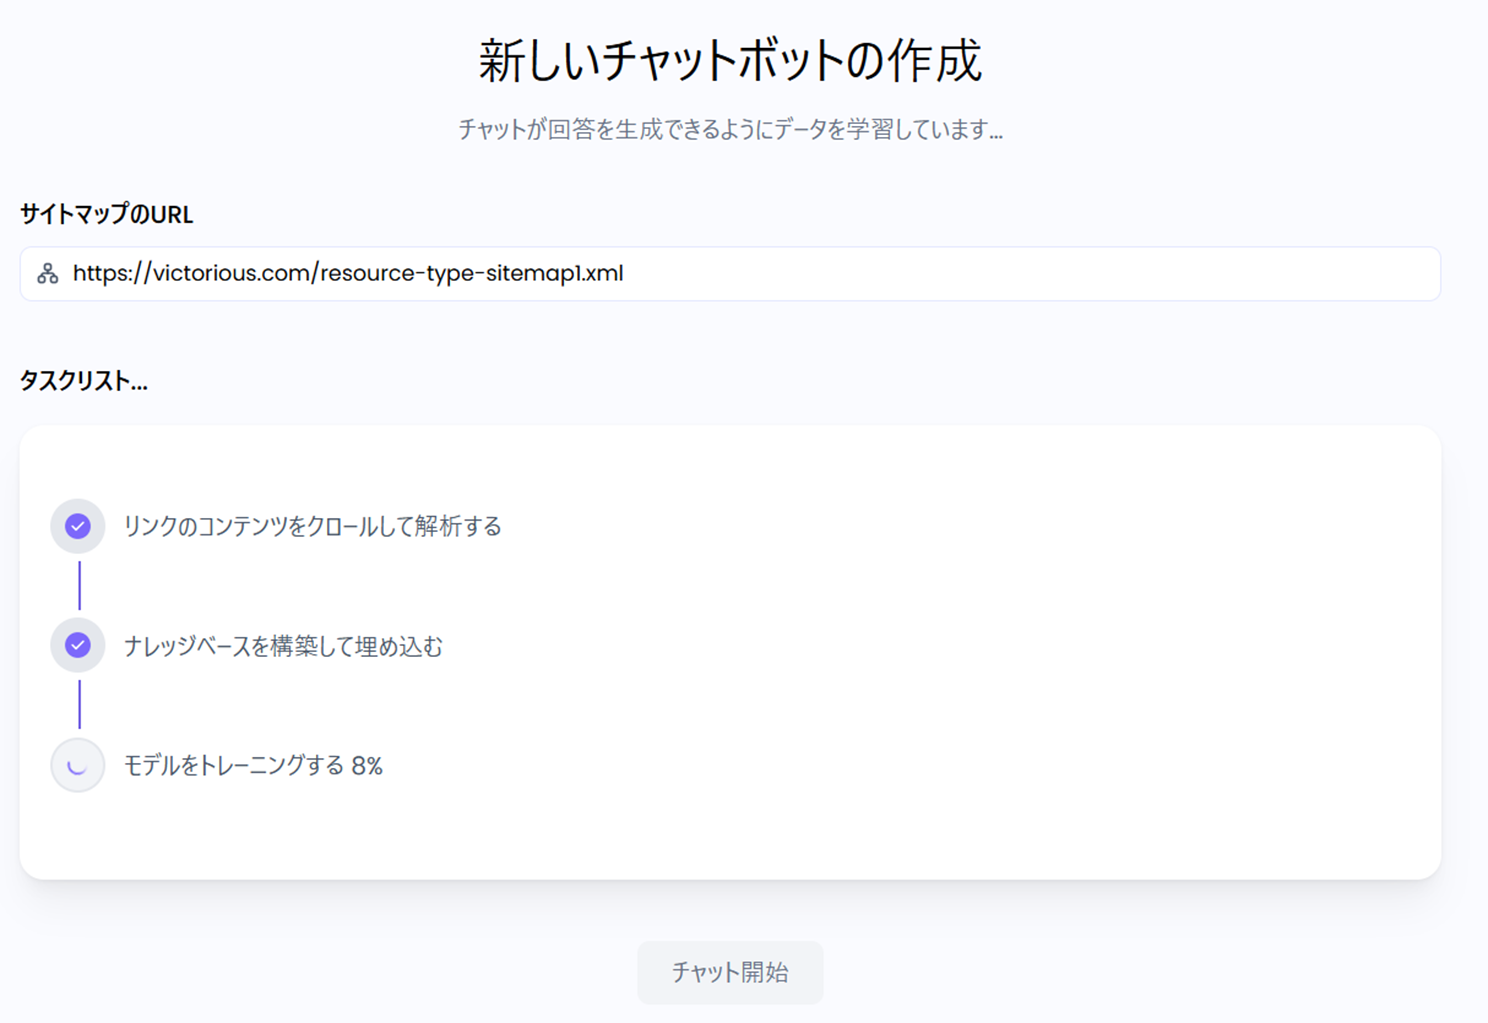 新しいチャットボットの作成
チャットが回答を生成できるようにデータを学習しています...
サイトマップのURL
https://victorious.com/resource-type-sitemap1.xml
タスクリスト...
リンクのコンテンツをクロールして解析する
ナレッジベースを構築して埋め込む
モデルをトレーニングする 8%
チャット開始